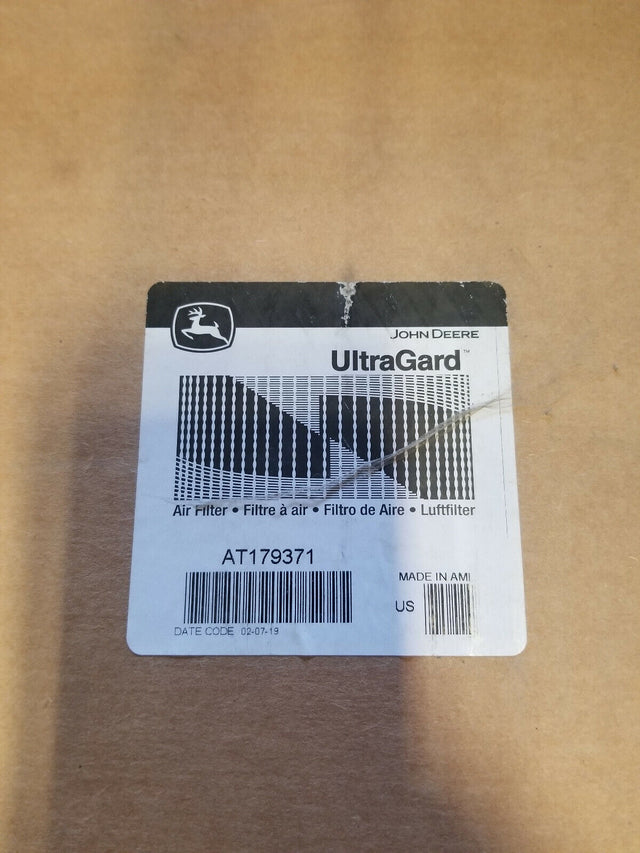 JOHN DEERE
UltraGard™
Air Filter • Filtre à air • Filtro de Aire • Luftfilter
AT179371
MADE IN AM
US
DATE CODE 02-07-19